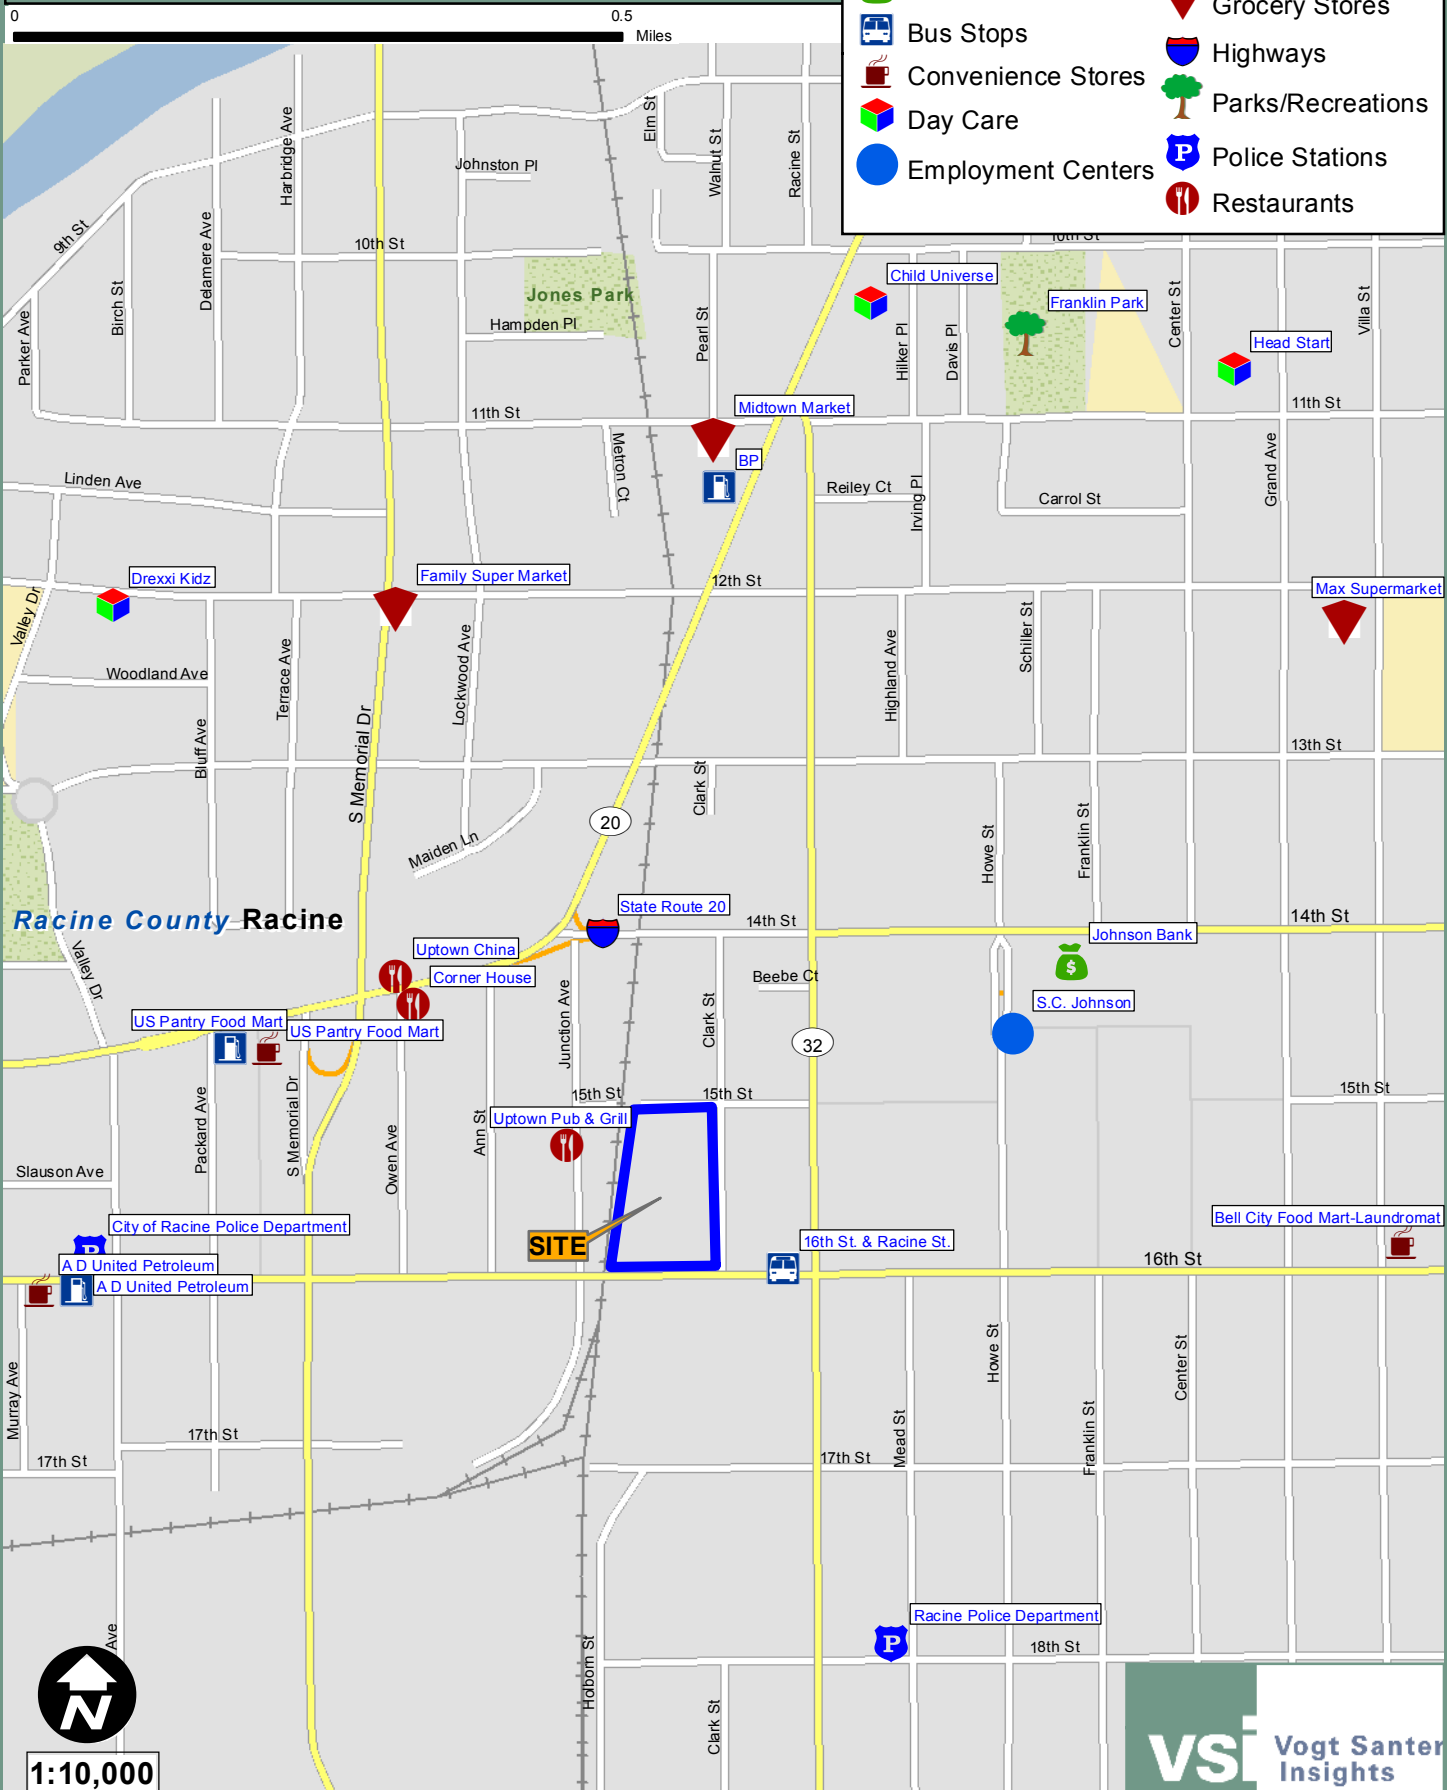 0
0.5
Miles
Grocery Stores
Bus Stops
Highways
Convenience Stores
Parks/Recreations
Day Care
Police Stations
Employment Centers
Restaurants
Elm St
Harbridge Ave
Walnut St
Racine St
Johnston Pl
9th St
Delamere Ave
10th St
10th St
Child Universe
Birch St
Jones Park
Franklin Park
Center St
Villa St
Parker Ave
Hampden Pl
Pearl St
Hilker Pl
Davis Pl
Head Start
11th St
Midtown Market
11th St
Metron Ct
BP
Grand Ave
Linden Ave
Reiley Ct
Irving Pl
Carrol St
Drexxi Kidz
Family Super Market
12th St
Max Supermarket
Valley Dr
Terrace Ave
Lockwood Ave
Highland Ave
Schiller St
Woodland Ave
Bluff Ave
S Memorial Dr
13th St
Clark St
20
Maiden Ln
Howe St
Franklin St
Racine County Racine
State Route 20
14th St
14th St
Johnson Bank
Valley Dr
Uptown China
Corner House
Beebe Ct
S.C. Johnson
US Pantry Food Mart
US Pantry Food Mart
Junction Ave
Clark St
32
Packard Ave
S Memorial Dr
Owen Ave
Ann St
15th St
15th St
15th St
Uptown Pub & Grill
Slauson Ave
City of Racine Police Department
P
SITE
16th St. & Racine St.
Bell City Food Mart-Laundromat
A D United Petroleum
A D United Petroleum
16th St
Murray Ave
Howe St
Center St
Mead St
Franklin St
17th St
17th St
17th St
Racine Police Department
P
18th St
Ave
Holborn St
Clark St
N
1:10,000
vsi
Vogt Santer
Insights